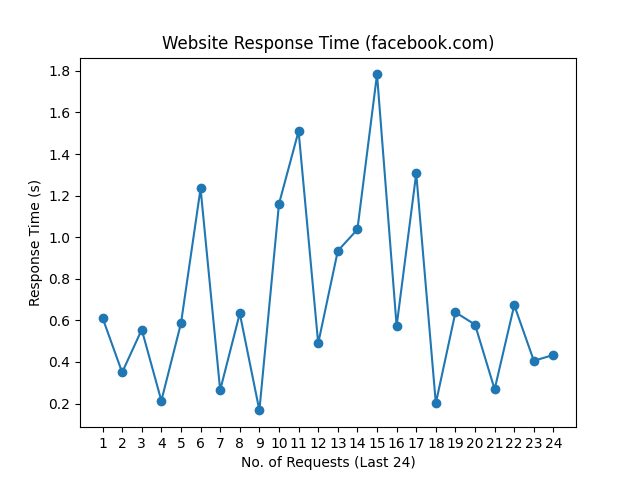 Website Response Time (facebook.com)
1.8
1.6
1.4
1.2
1.0
0.8
0.6
0.4
0.2
Response Time (s)
1 2 3 4 5 6 7 8 9 10 11 12 13 14 15 16 17 18 19 20 21 22 23 24
No. of Requests (Last 24)